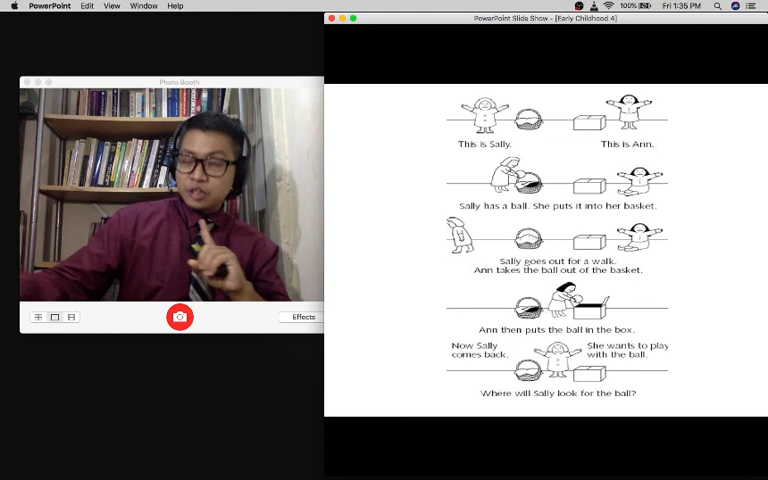 PowerPoint Edit View Window Help
100% Fri 1:35 PM
PowerPoint Slide Show - [Early Childhood 4]
Photo Booth
This is Sally.
This is Ann.
Sally has a ball. She puts it into her basket.
Sally goes out for a walk.
Ann takes the ball out of the basket.
Ann then puts the ball in the box.
Now Sally
comes back.
She wants to play
with the ball.
Where will Sally look for the ball?
Effects